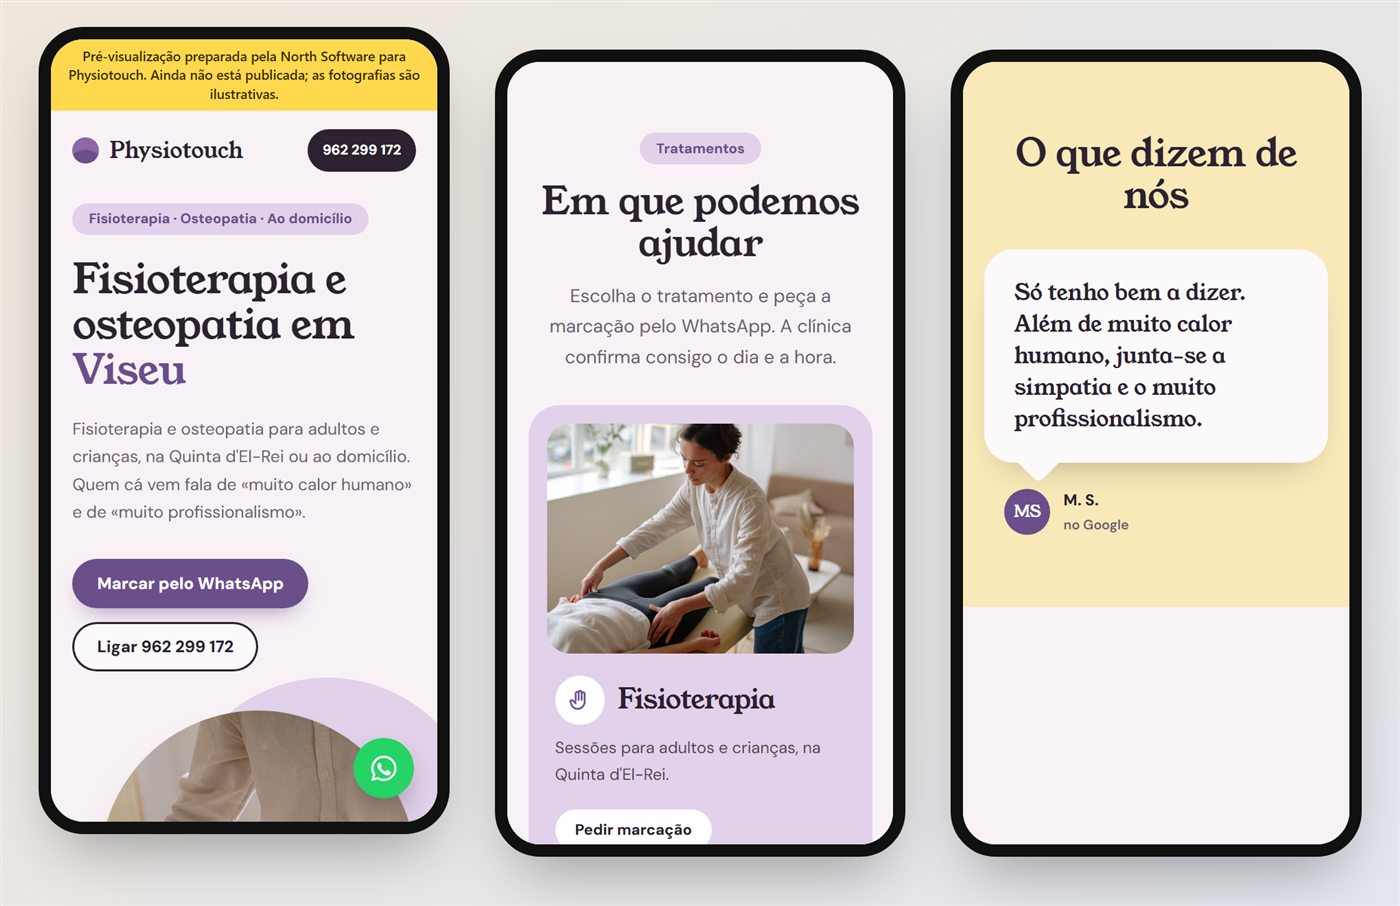 Pré-visualização preparada pela North Software para
Physiotouch. Ainda não está publicada; as fotografias são
ilustrativas.
Physiotouch
962 299 172
Fisioterapia · Osteopatia · Ao domicílio
Fisioterapia e
osteopatia em
Viseu
Fisioterapia e osteopatia para adultos e
crianças, na Quinta d'El-Rei ou ao domicílio.
Quem cá vem fala de «muito calor humano»
e de «muito profissionalismo».
Marcar pelo WhatsApp
Ligar 962 299 172
Tratamentos
Em que podemos
ajudar
Escolha o tratamento e peça a
marcação pelo WhatsApp. A clínica
confirma consigo o dia e a hora.
Fisioterapia
Sessões para adultos e crianças, na
Quinta d'El-Rei.
Pedir marcação
O que dizem de
nós
Só tenho bem a dizer.
Além de muito calor
humano, junta-se a
simpatia e o muito
profissionalismo.
MS
M. S.
no Google